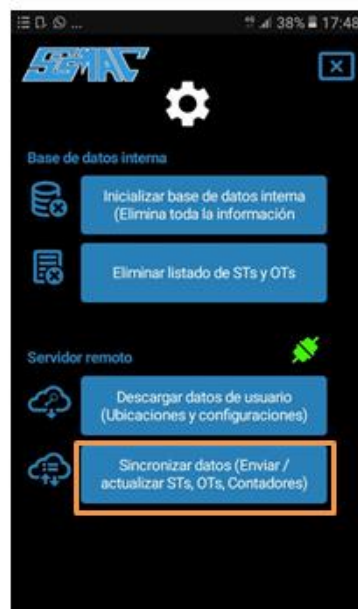 38% 17:48
SGMAC
Base de datos interna
Inicializar base de datos interna
(Elimina toda la información
Eliminar listado de STs y OTs
Servidor remoto
Descargar datos de usuario
(Ubicaciones y configuraciones)
Sincronizar datos (Enviar /
actualizar STs, OTs, Contadores)